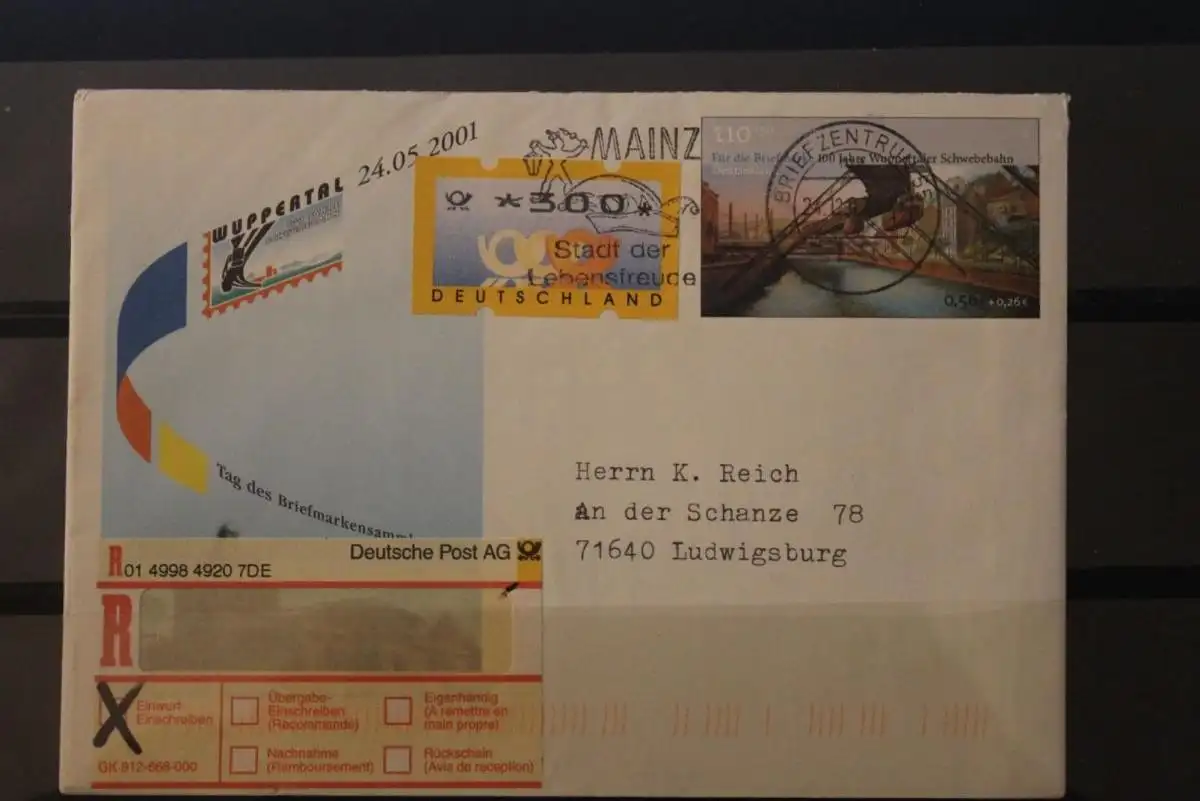 24.05 2001
WUPPERTAL
MAINZ
*300*
Stadt der
Lebensfreude
DEUTSCHLAND
110
Für die 100 Jahre Wuppertaler Schwebebahn
BRIEFZENTRUM 55
0,56 +0,26€
Tag des
Herrn K. Reich
An der Schanze 78
71640 Ludwigsburg
Deutsche Post AG
R 01 4998 4920 7DE
R
X Einwurf
Einschreiben
Übergabe-
Einschreiben
(Recommandé)
Eigenhändig
(À remettre en
main propre)
Nachnahme
(Remboursement)
Rückschein
(Avis de réception)
GK 912-668-000